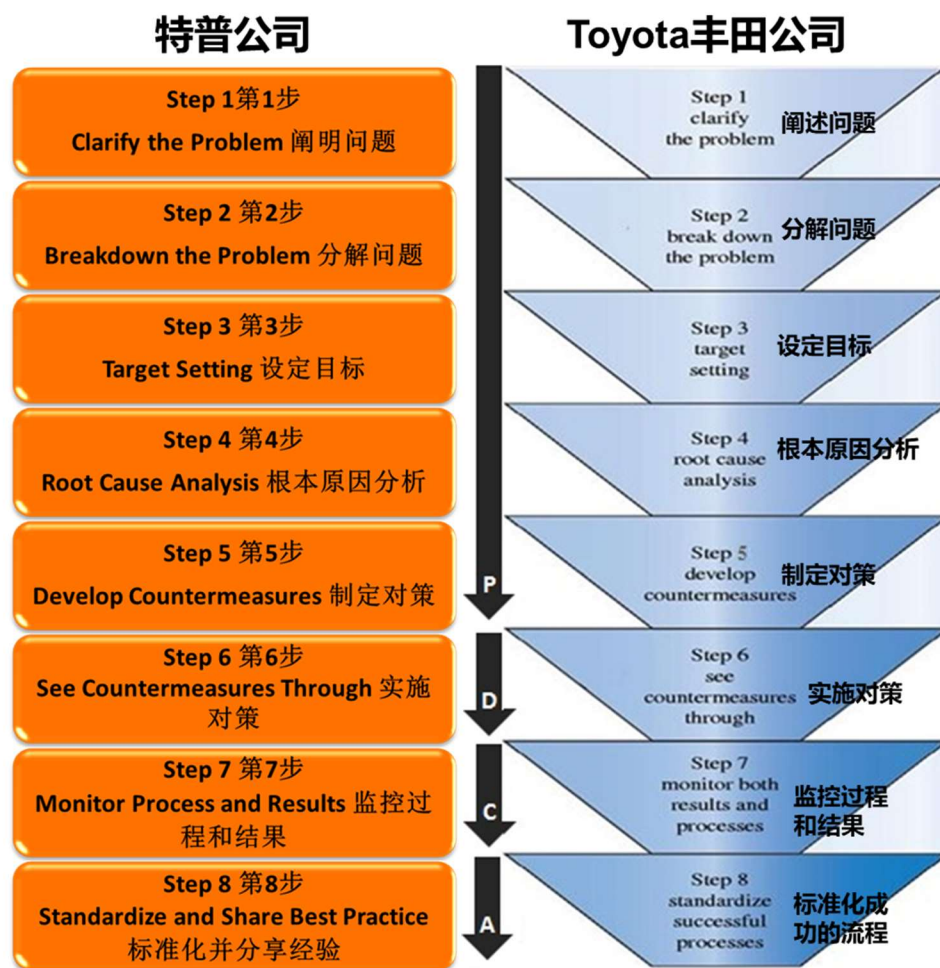 特普公司
Toyota丰田公司
Step 1第1步
Clarify the Problem 阐明问题
Step 2 第2步
Breakdown the Problem 分解问题
Step 3 第3步
Target Setting 设定目标
Step 4 第4步
Root Cause Analysis 根本原因分析
Step 5 第5步
Develop Countermeasures 制定对策
Step 6 第6步
See Countermeasures Through 实施
对策
Step 7 第7步
Monitor Process and Results 监控过
程和结果
Step 8 第8步
Standardize and Share Best Practice
标准化并分享经验
P
D
C
A
Step 1
clarify
the problem
阐述问题
Step 2
break down
the problem
分解问题
Step 3
target
setting
设定目标
Step 4
root cause
analysis
根本原因分析
Step 5
develop
countermeasures
制定对策
Step 6
see
countermeasures
through
实施对策
Step 7
monitor both
results and
processes
监控过程
和结果
Step 8
standardize
successful
processes
标准化成
功的流程